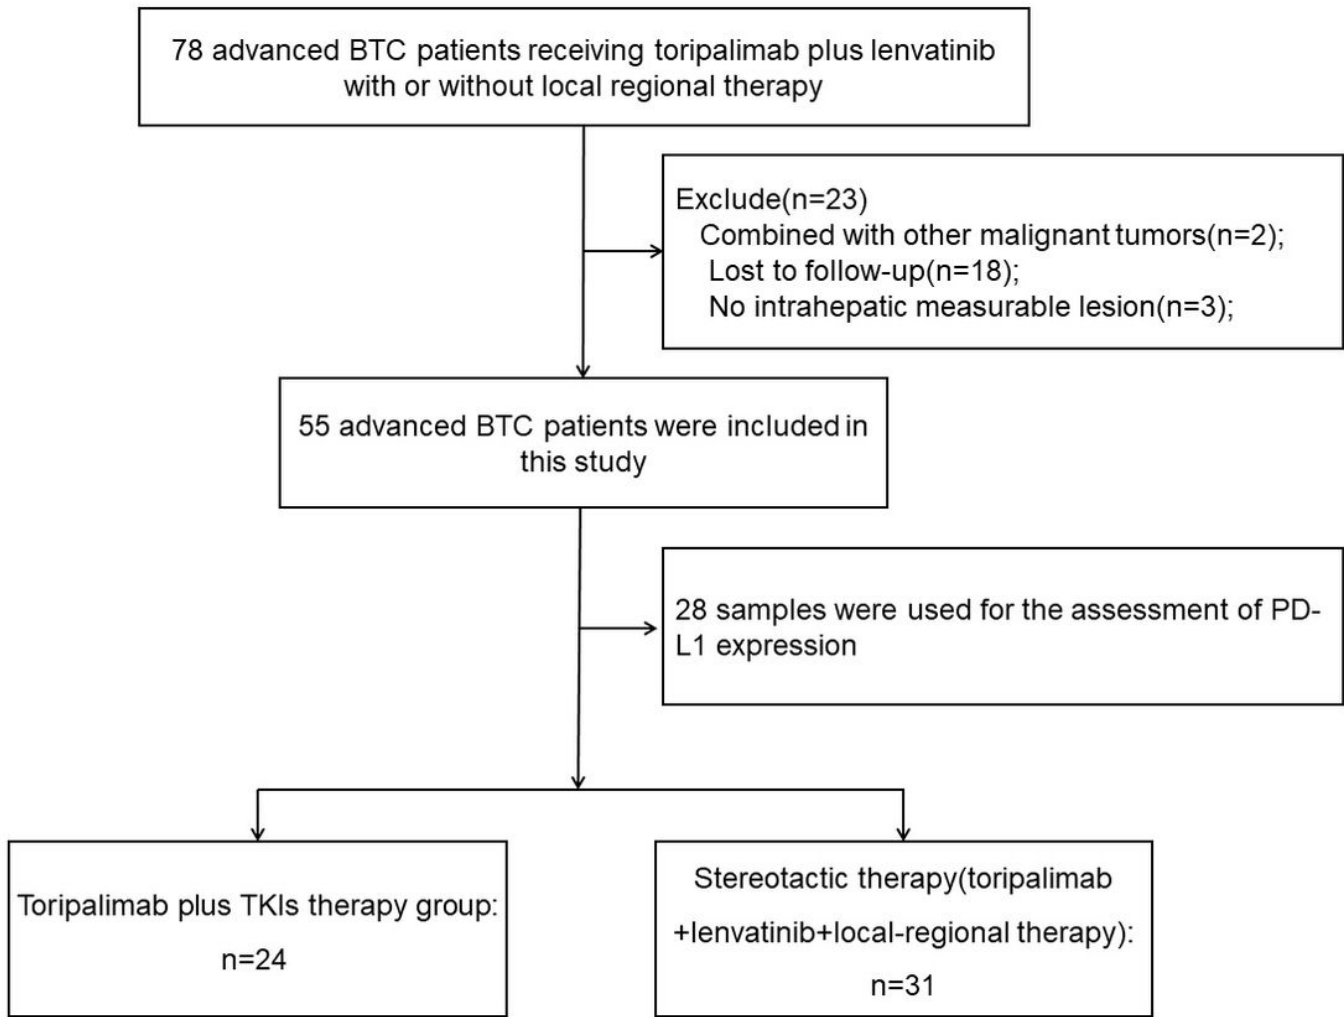 78 advanced BTC patients receiving toripalimab plus lenvatinib
with or without local regional therapy
Exclude(n=23)
Combined with other malignant tumors(n=2);
Lost to follow-up(n=18);
No intrahepatic measurable lesion(n=3);
55 advanced BTC patients were included in
this study
28 samples were used for the assessment of PD-
L1 expression
Toripalimab plus TKIs therapy group:
n=24
Stereotactic therapy(toripalimab
+lenvatinib+local-regional therapy):
n=31